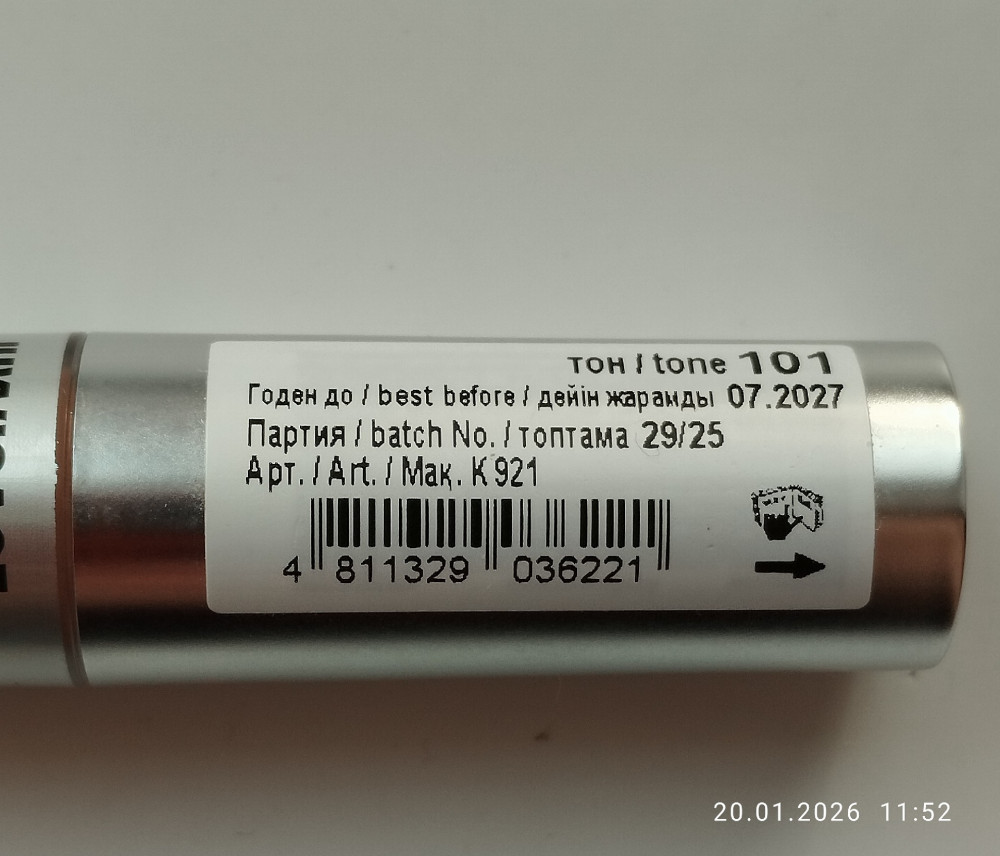 тон / tone 101
Годен до / best before / дейін жарамды 07.2027
Партия / batch No. / топтама 29/25
Арт. / Art. / Мақ. К 921
4 811329 036221
20.01.2026 11:52